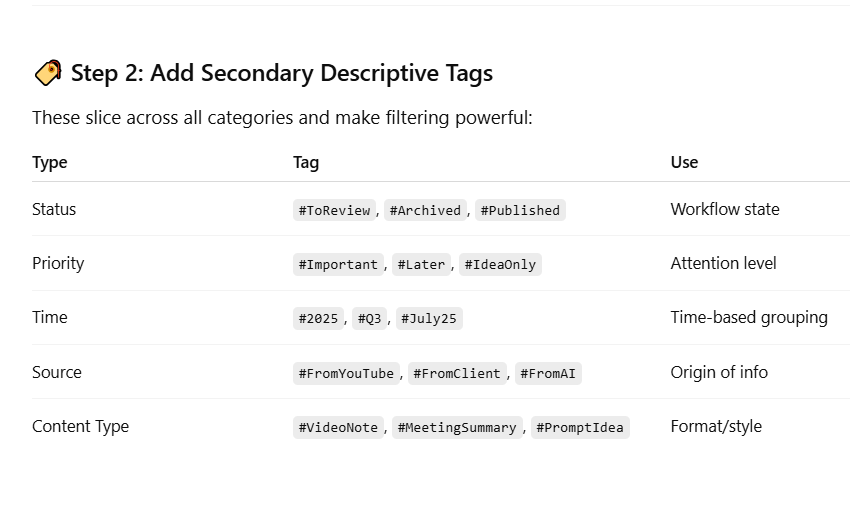 Step 2: Add Secondary Descriptive Tags
These slice across all categories and make filtering powerful:
Type Tag Use
Status #ToReview, #Archived, #Published Workflow state
Priority #Important, #Later, #IdeaOnly Attention level
Time #2025, #Q3, #July25 Time-based grouping
Source #FromYouTube, #FromClient, #FromAI Origin of info
Content Type #VideoNote, #MeetingSummary, #PromptIdea Format/style